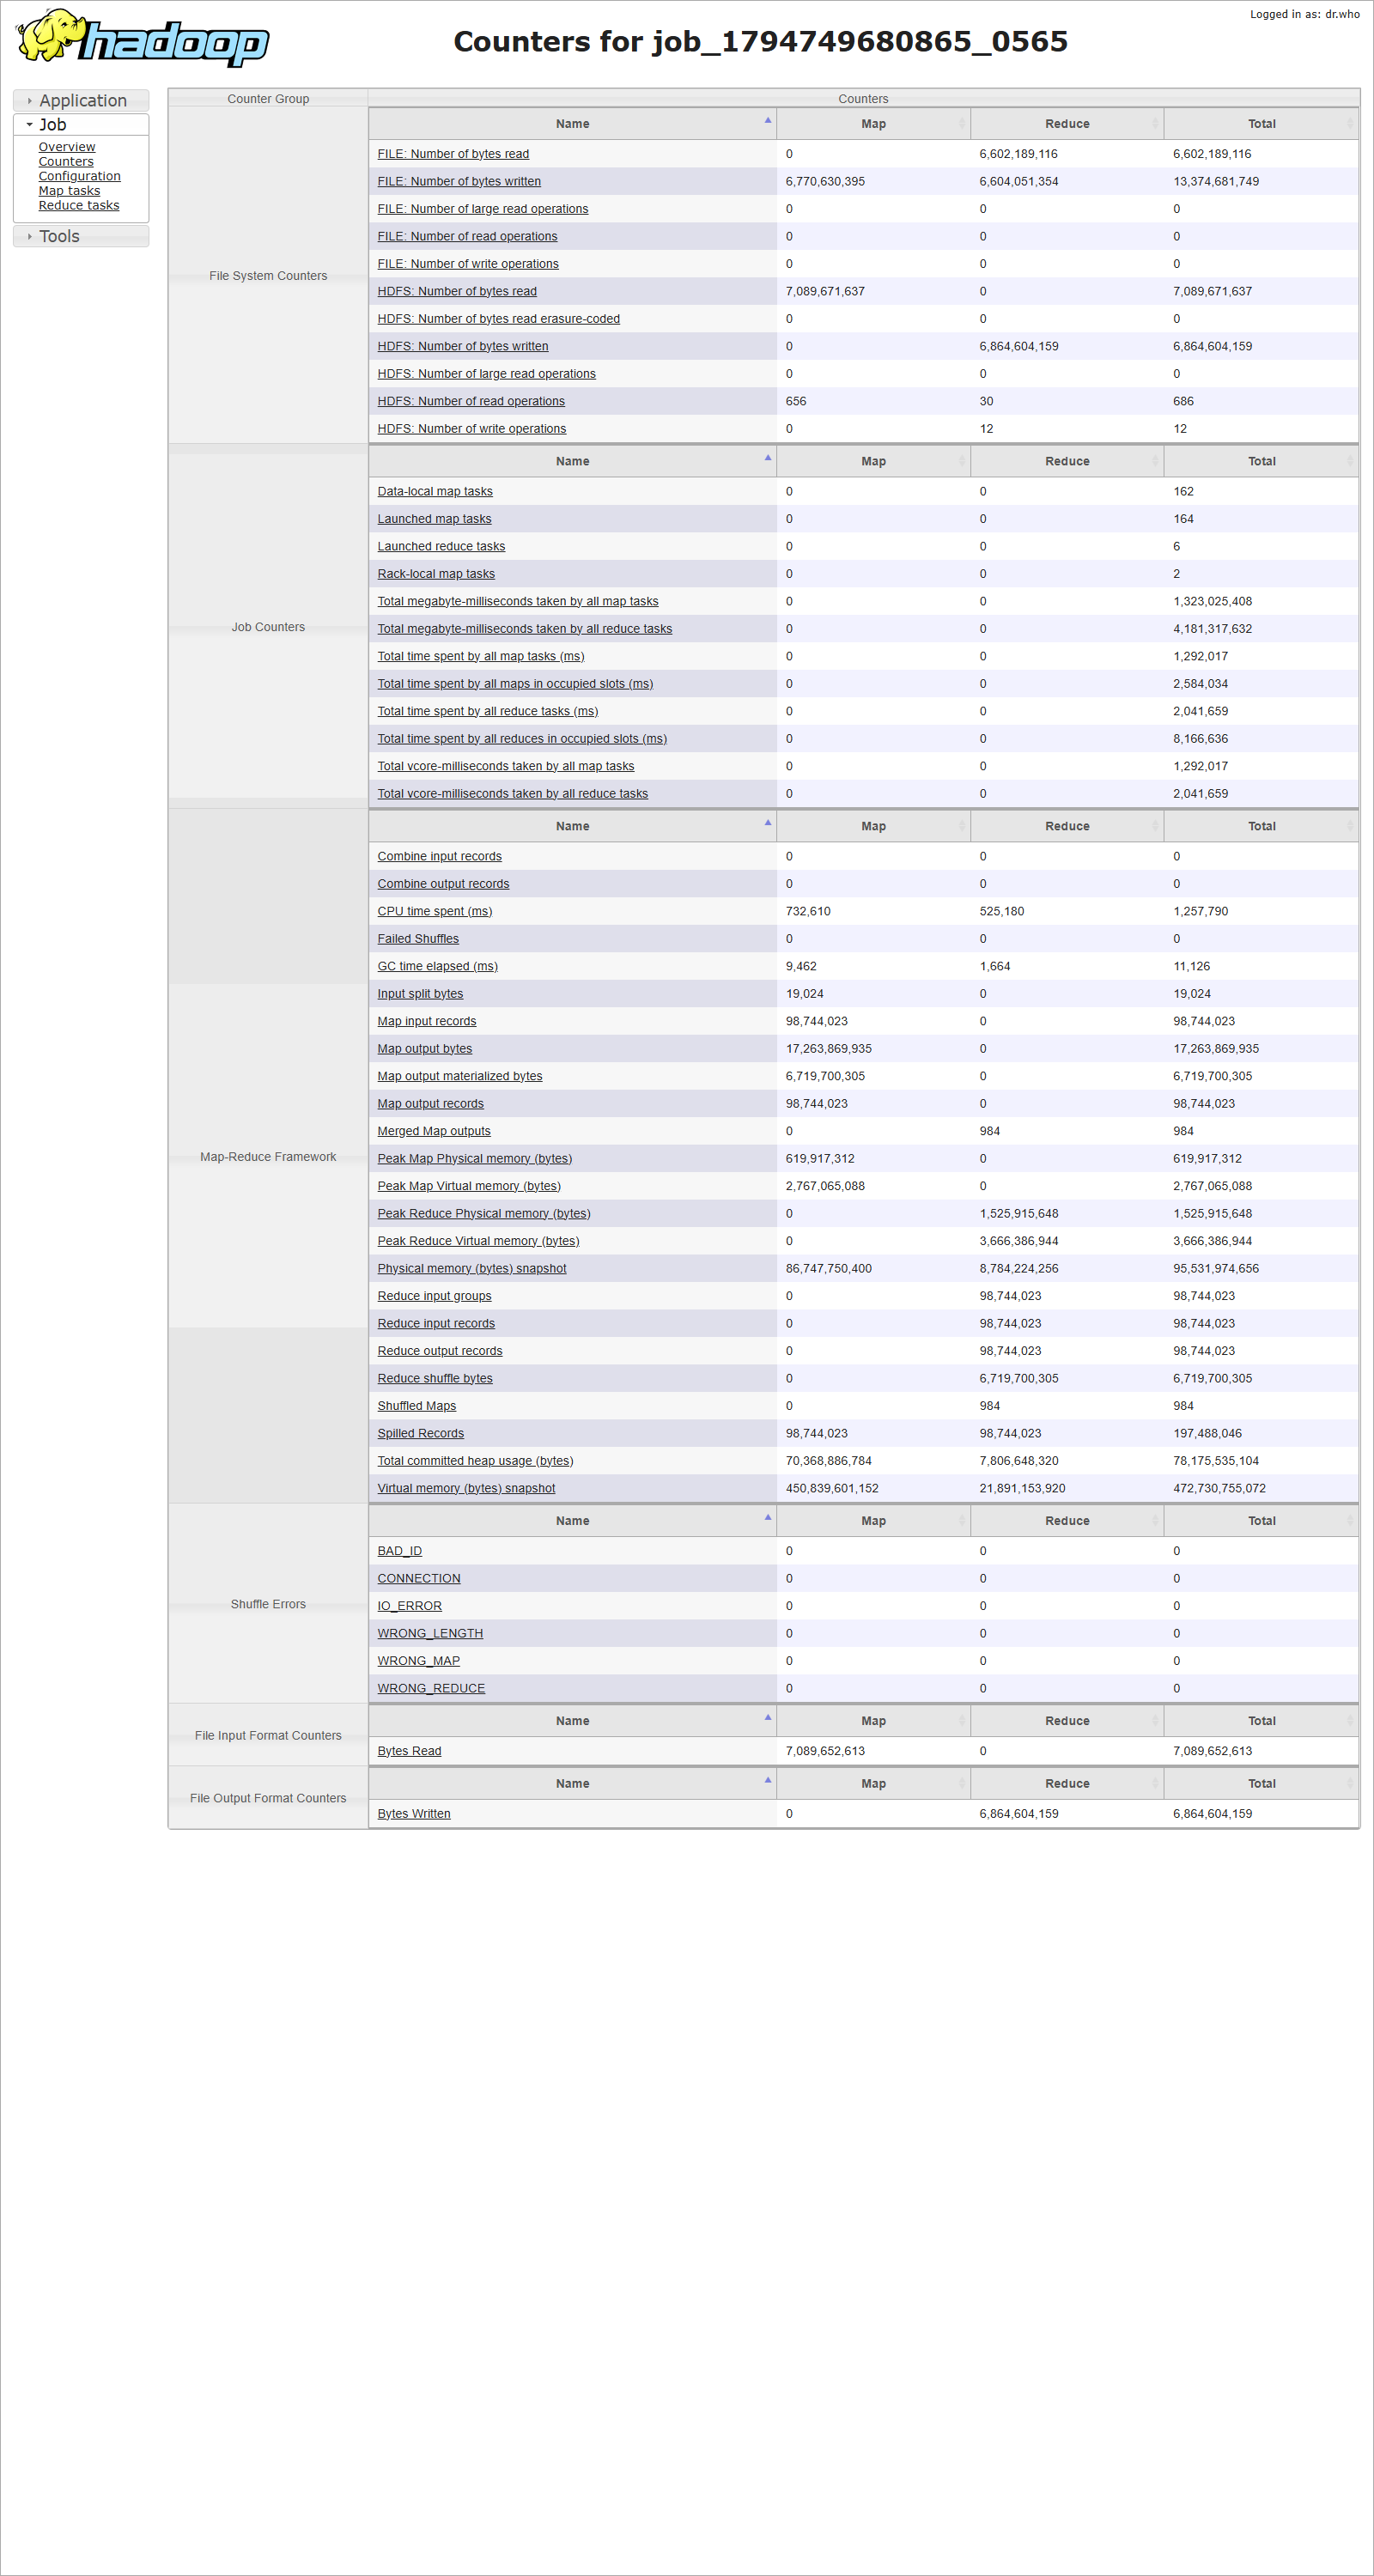 Logged in as: dr.who
hadoop
Counters for job_1794749680865_0565
Application
Job
Overview
Counters
Configuration
Map tasks
Reduce tasks
Tools
Counter Group Counters
File System Counters
Name Map Reduce Total
FILE: Number of bytes read 0 6,602,189,116 6,602,189,116
FILE: Number of bytes written 6,770,630,395 6,604,051,354 13,374,681,749
FILE: Number of large read operations 0 0 0
FILE: Number of read operations 0 0 0
FILE: Number of write operations 0 0 0
HDFS: Number of bytes read 7,089,671,637 0 7,089,671,637
HDFS: Number of bytes read erasure-coded 0 0 0
HDFS: Number of bytes written 0 6,864,604,159 6,864,604,159
HDFS: Number of large read operations 0 0 0
HDFS: Number of read operations 656 30 686
HDFS: Number of write operations 0 12 12
Job Counters
Name Map Reduce Total
Data-local map tasks 0 0 162
Launched map tasks 0 0 164
Launched reduce tasks 0 0 6
Rack-local map tasks 0 0 2
Total megabyte-milliseconds taken by all map tasks 0 0 1,323,025,408
Total megabyte-milliseconds taken by all reduce tasks 0 0 4,181,317,632
Total time spent by all map tasks (ms) 0 0 1,292,017
Total time spent by all maps in occupied slots (ms) 0 0 2,584,034
Total time spent by all reduce tasks (ms) 0 0 2,041,659
Total time spent by all reduces in occupied slots (ms) 0 0 8,166,636
Total vcore-milliseconds taken by all map tasks 0 0 1,292,017
Total vcore-milliseconds taken by all reduce tasks 0 0 2,041,659
Map-Reduce Framework
Name Map Reduce Total
Combine input records 0 0 0
Combine output records 0 0 0
CPU time spent (ms) 732,610 525,180 1,257,790
Failed Shuffles 0 0 0
GC time elapsed (ms) 9,462 1,664 11,126
Input split bytes 19,024 0 19,024
Map input records 98,744,023 0 98,744,023
Map output bytes 17,263,869,935 0 17,263,869,935
Map output materialized bytes 6,719,700,305 0 6,719,700,305
Map output records 98,744,023 0 98,744,023
Merged Map outputs 0 984 984
Peak Map Physical memory (bytes) 619,917,312 0 619,917,312
Peak Map Virtual memory (bytes) 2,767,065,088 0 2,767,065,088
Peak Reduce Physical memory (bytes) 0 1,525,915,648 1,525,915,648
Peak Reduce Virtual memory (bytes) 0 3,666,386,944 3,666,386,944
Physical memory (bytes) snapshot 86,747,750,400 8,784,224,256 95,531,974,656
Reduce input groups 0 98,744,023 98,744,023
Reduce input records 0 98,744,023 98,744,023
Reduce output records 0 98,744,023 98,744,023
Reduce shuffle bytes 0 6,719,700,305 6,719,700,305
Shuffled Maps 0 984 984
Spilled Records 98,744,023 98,744,023 197,488,046
Total committed heap usage (bytes) 70,368,886,784 7,806,648,320 78,175,535,104
Virtual memory (bytes) snapshot 450,839,601,152 21,891,153,920 472,730,755,072
Shuffle Errors
Name Map Reduce Total
BAD_ID 0 0 0
CONNECTION 0 0 0
IO_ERROR 0 0 0
WRONG_LENGTH 0 0 0
WRONG_MAP 0 0 0
WRONG_REDUCE 0 0 0
File Input Format Counters
Name Map Reduce Total
Bytes Read 7,089,652,613 0 7,089,652,613
File Output Format Counters
Name Map Reduce Total
Bytes Written 0 6,864,604,159 6,864,604,159